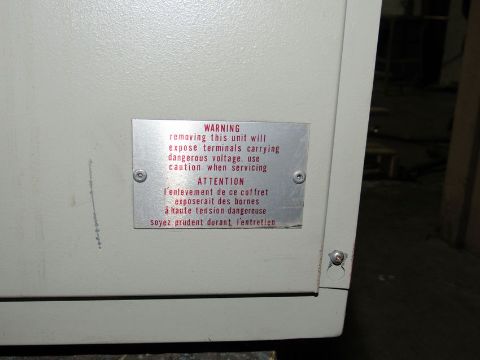 WARNING
removing this unit will
expose terminals carrying
dangerous voltage. use
caution when servicing
ATTENTION
l'enlevement de ce coffret
exposerait des bornes
à haute tension dangereuse
soyez prudent durant l'entretien